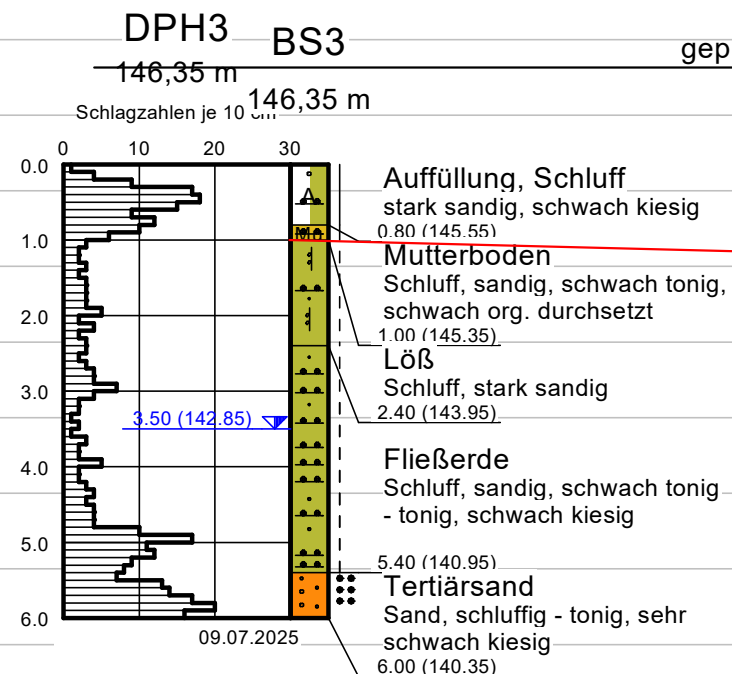 DPH3
BS3
gep
146,35 m
146,35 m
Schlagzahlen je 10 cm
0 10 20 30
0.0
1.0
2.0
3.0
4.0
5.0
6.0
A
Mu
3.50 (142.85)
Auffüllung, Schluff
stark sandig, schwach kiesig
0.80 (145.55)
Mutterboden
Schluff, sandig, schwach tonig,
schwach org. durchsetzt
1.00 (145.35)
Löß
Schluff, stark sandig
2.40 (143.95)
Fließerde
Schluff, sandig, schwach tonig
- tonig, schwach kiesig
5.40 (140.95)
Tertiärsand
Sand, schluffig - tonig, sehr
schwach kiesig
6.00 (140.35)
09.07.2025